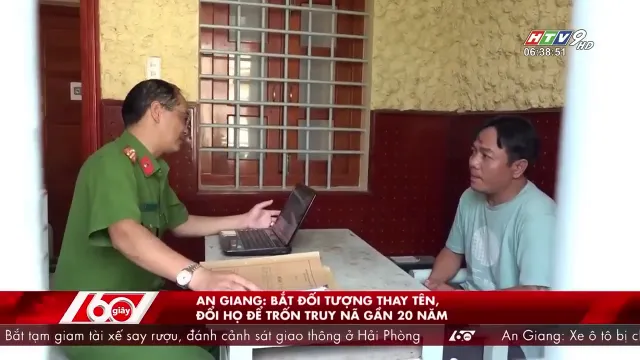 HTV9 HD
06:38:51
60 giây
AN GIANG: BẮT ĐỐI TƯỢNG THAY TÊN,
ĐỔI HỌ ĐỂ TRỐN TRUY NÃ GẦN 20 NĂM
Bắt tạm giam tài xế say rượu, đánh cảnh sát giao thông ở Hải Phòng 60 giây An Giang: Xe ô tô bị c